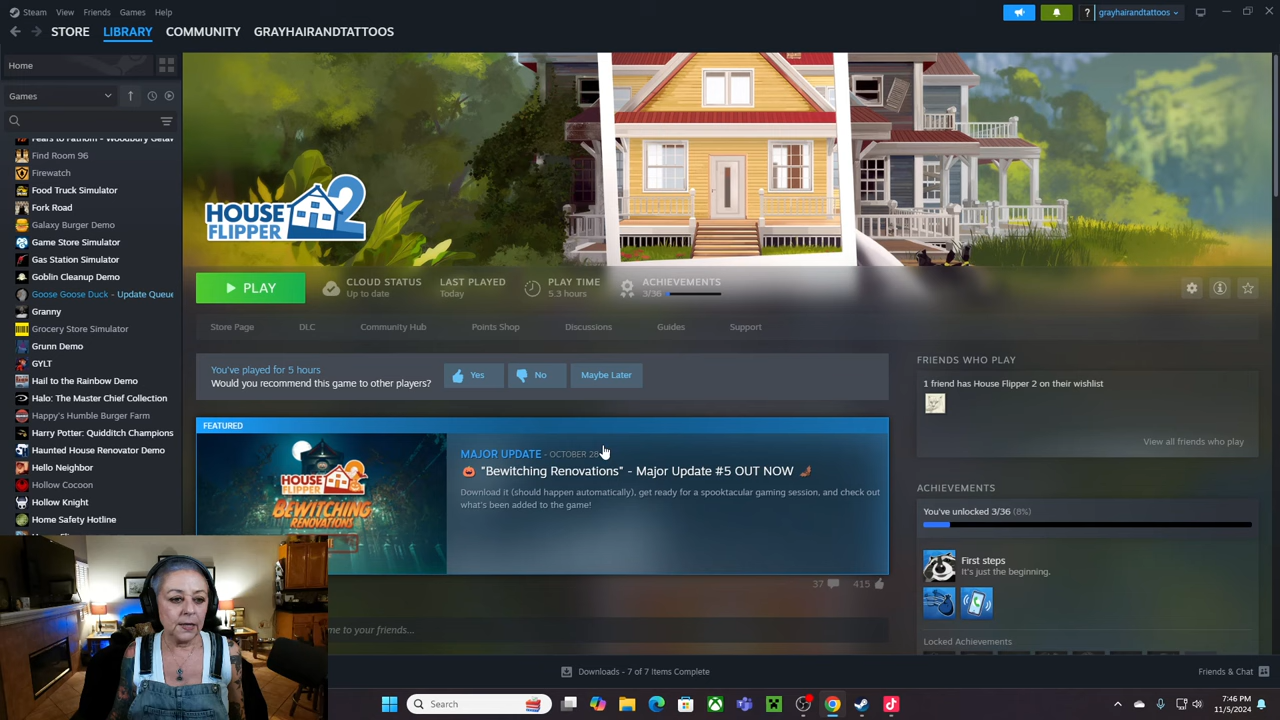 Steam View Friends Games Help
grayhairandtattoos
STORE LIBRARY COMMUNITY GRAYHAIRANDTATTOOS
Home
Games
Find Room 96
Firewatch
Food Truck Simulator
Fork Road
Galaxy Burger Demo
Game Store Simulator
Gas Station Simulator
Goblin Cleanup Demo
Goose Goose Duck - Update Queue
Granny
Grocery Store Simulator
Grunn Demo
GYLT
Hail to the Rainbow Demo
Halo: The Master Chief Collection
Happy's Humble Burger Farm
Harry Potter: Quidditch Champions
Haunted House Renovator Demo
Hello Neighbor
Hollow Cocoon
Hollow Knight
Home Safety Hotline
HOUSE FLIPPER 2
PLAY
CLOUD STATUS
Up to date
LAST PLAYED
Today
PLAY TIME
5.3 hours
ACHIEVEMENTS
3/36
Store Page DLC Community Hub Points Shop Discussions Guides Support
You've played for 5 hours
Would you recommend this game to other players?
Yes No Maybe Later
FEATURED
HOUSE FLIPPER 2
BEWITCHING
RENOVATIONS
MAJOR UPDATE - OCTOBER 28
"Bewitching Renovations" - Major Update #5 OUT NOW
Download it (should happen automatically), get ready for a spooktacular gaming session, and check out
what's been added to the game!
37 415
me to your friends...
FRIENDS WHO PLAY
1 friend has House Flipper 2 on their wishlist
View all friends who play
ACHIEVEMENTS
You've unlocked 3/36 (8%)
First steps
It's just the beginning.
Locked Achievements
Downloads - 7 of 7 Items Complete
Friends & Chat
Search
:46 PM
11/5/2024